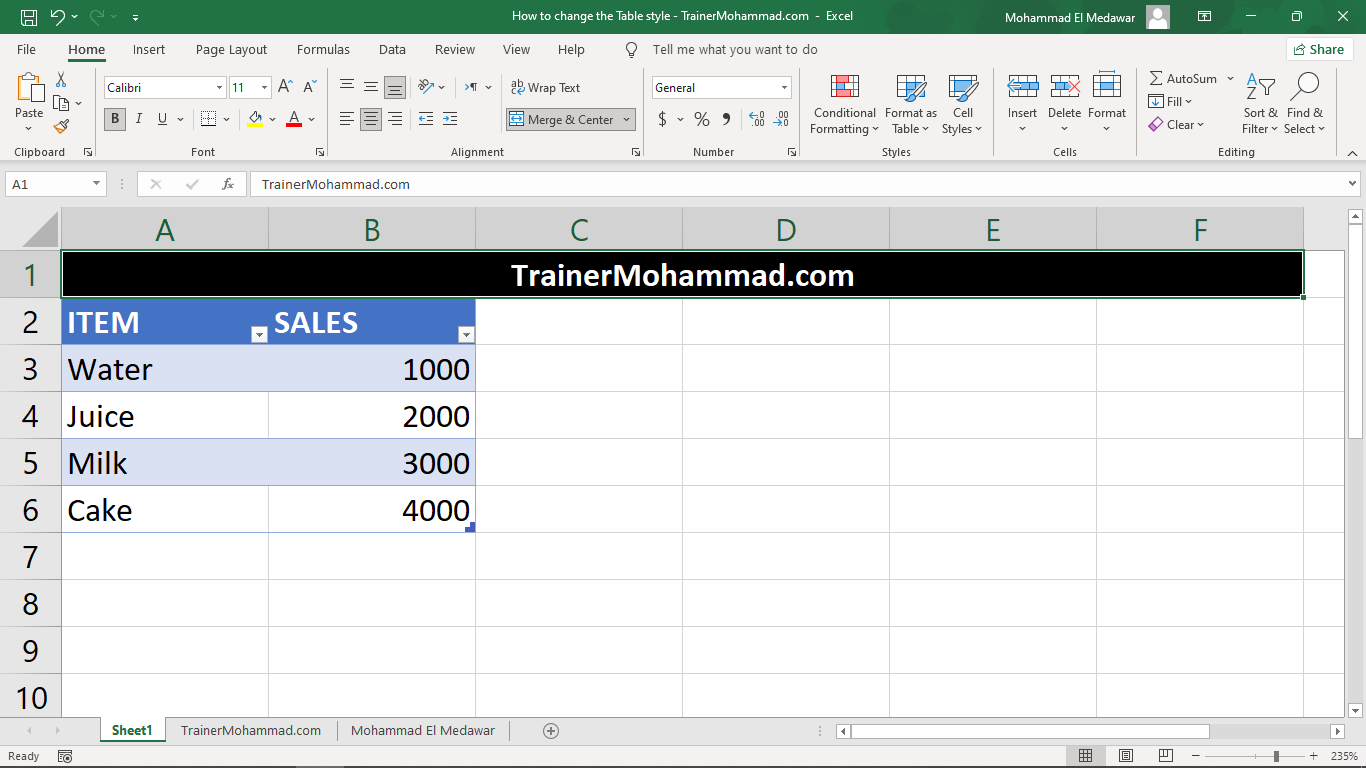 How to change the Table style - TrainerMohammad.com - Excel
Mohammad El Medawar
File Home Insert Page Layout Formulas Data Review View Help Tell me what you want to do
Share
Paste
Clipboard
Calibri 11
B I U A
Font
ab Wrap Text
Merge & Center
Alignment
General
$ % 9
.00 .00
Number
Conditional Formatting
Format as Table
Cell Styles
Styles
Insert Delete Format
Cells
AutoSum
Fill
Clear
Sort & Filter
Find & Select
Editing
A1 fx TrainerMohammad.com
A B C D E F
1 TrainerMohammad.com
2 ITEM SALES
3 Water 1000
4 Juice 2000
5 Milk 3000
6 Cake 4000
7
8
9
10
Sheet1 TrainerMohammad.com Mohammad El Medawar
Ready 235%